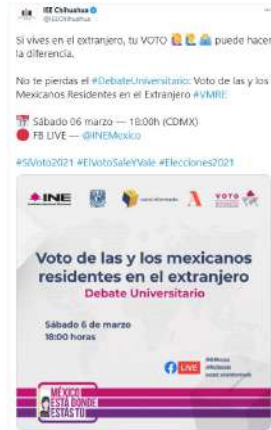 IEE Chihuahua
@IEEChihuahua
Si vives en el extranjero, tu VOTO puede hacer
la diferencia.
No te pierdas el #DebateUniversitario: Voto de las y los
Mexicanos Residentes en el Extranjero #VMRE
Sábado 06 marzo — 18:00h (CDMX)
FB LIVE — @INEMexico
#SiVoto2021 #ElVotoSaleYVale #Elecciones2021
INE
VOTO
Voto de las y los mexicanos
residentes en el extranjero
Debate Universitario
Sábado 6 de marzo
18:00 horas
LIVE
MÉXICO
ESTÁ DONDE
ESTÁS TÚ